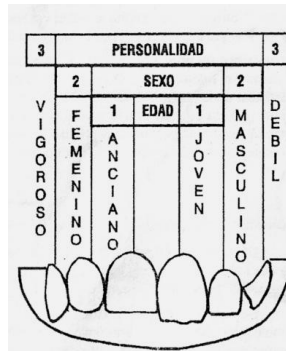 3 PERSONALIDAD 3
2 SEXO 2
1 EDAD 1
VIGOROSO
FEMENINO
ANCIANO
JOVEN
MASCULINO
DEBIL